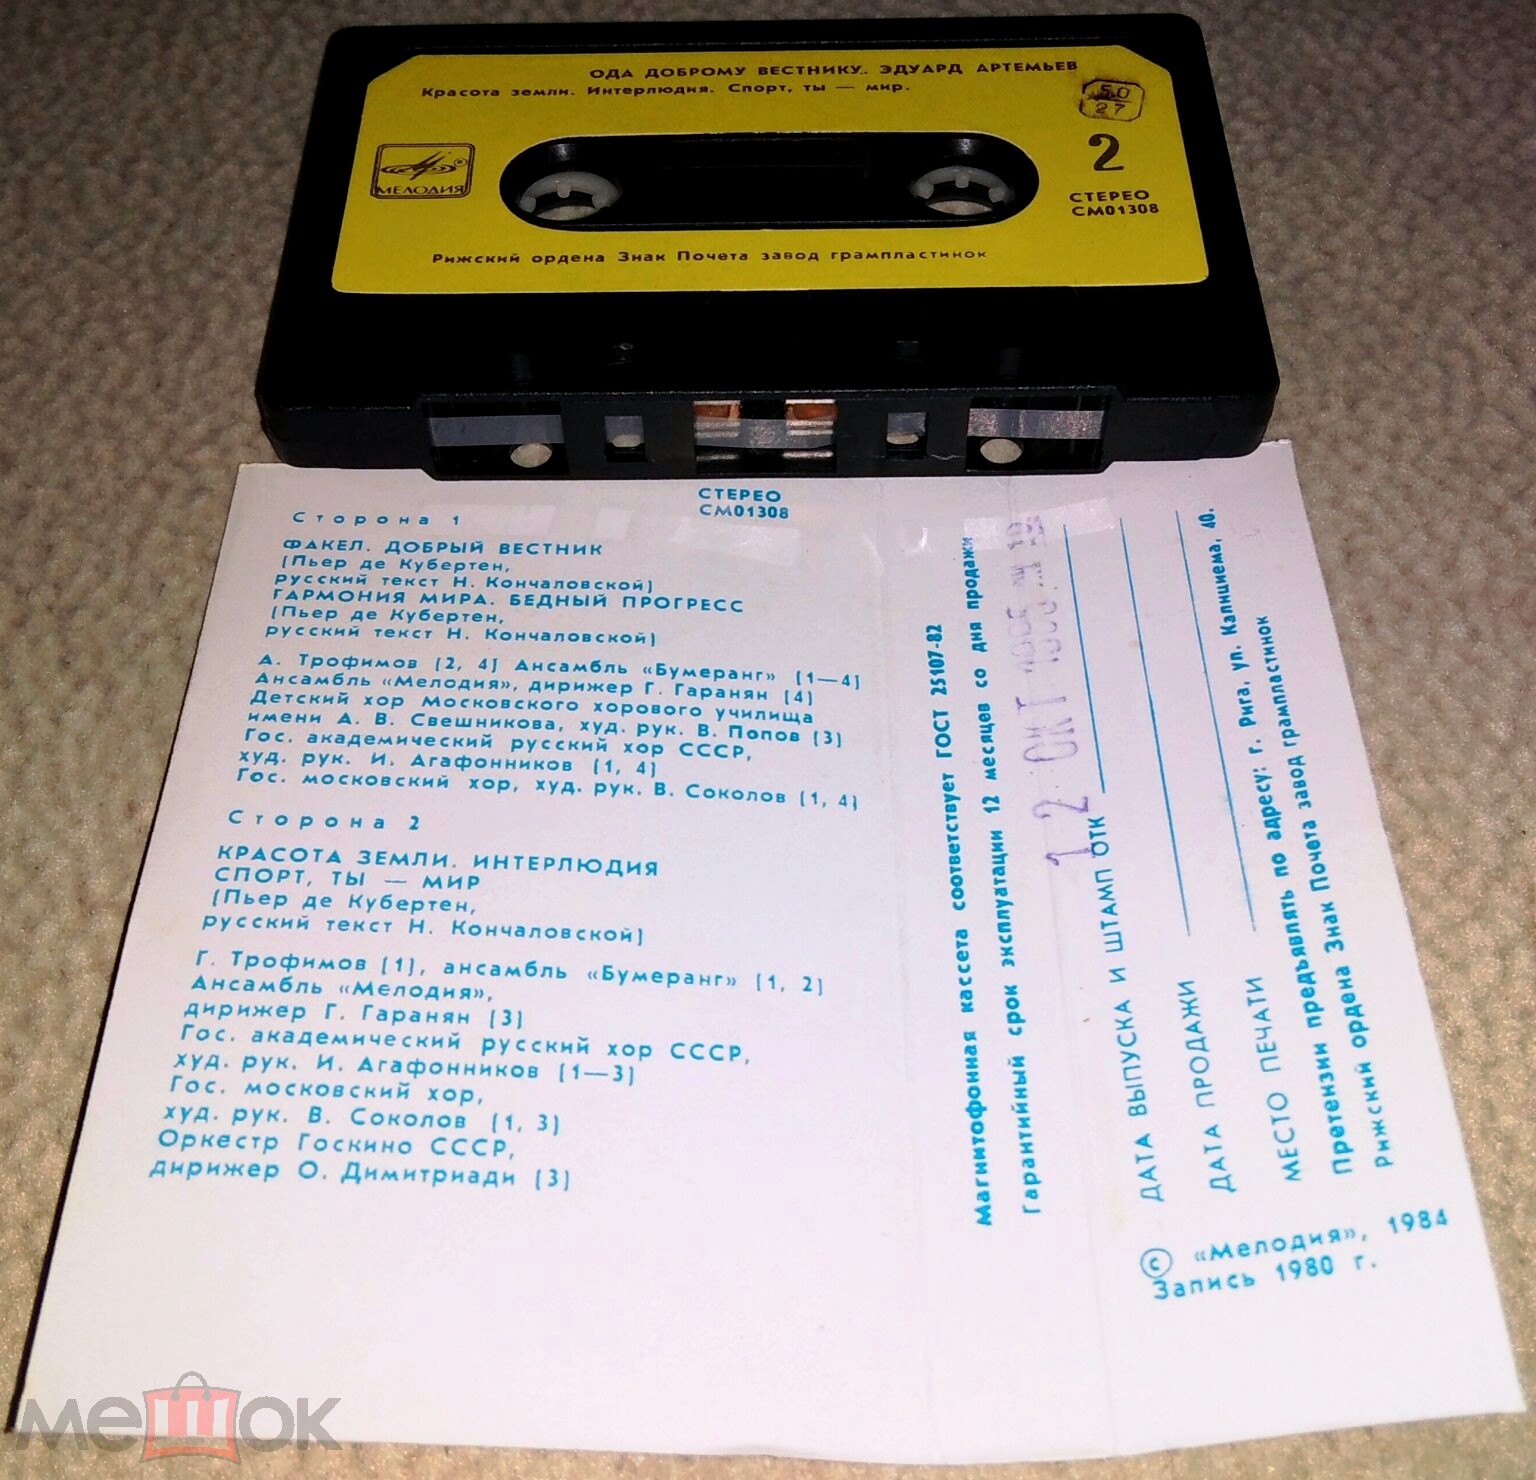 ОДА ДОБРОМУ ВЕСТНИКУ. ЭДУАРД АРТЕМЬЕВ
Красота земли. Интерлюдия. Спорт, ты — мир.
50
27
МЕЛОДИЯ
2
СТЕРЕО
СМ01308
Рижский ордена Знак Почета завод грампластинок
СТЕРЕО
СМ01308
Сторона 1
ФАКЕЛ. ДОБРЫЙ ВЕСТНИК
(Пьер де Кубертен,
русский текст Н. Кончаловской)
ГАРМОНИЯ МИРА. БЕДНЫЙ ПРОГРЕСС
(Пьер де Кубертен,
русский текст Н. Кончаловской)
А. Трофимов (2, 4) Ансамбль «Бумеранг» (1—4)
Ансамбль «Мелодия», дирижер Г. Гаранян (4)
Детский хор Московского хорового училища
имени А. В. Свешникова, худ. рук. В. Попов (3)
Гос. академический русский хор СССР,
худ. рук. И. Агафонников (1, 4)
Гос. московский хор, худ. рук. В. Соколов (1, 4)
Сторона 2
КРАСОТА ЗЕМЛИ. ИНТЕРЛЮДИЯ
СПОРТ, ТЫ — МИР
(Пьер де Кубертен,
русский текст Н. Кончаловской)
Г. Трофимов (1), ансамбль «Бумеранг» (1, 2)
Ансамбль «Мелодия»,
дирижер Г. Гаранян (3)
Гос. академический русский хор СССР,
худ. рук. И. Агафонников (1—3)
Гос. московский хор,
худ. рук. В. Соколов (1, 3)
Оркестр Госкино СССР,
дирижер О. Димитриади (3)
Магнитофонная кассета соответствует ГОСТ 25107-82
Гарантийный срок эксплуатации 12 месяцев со дня продажи
12 ОКТ
ДАТА ВЫПУСКА И ШТАМП ОТК
ДАТА ПРОДАЖИ
МЕСТО ПЕЧАТИ
Претензии предъявлять по адресу: г. Рига, ул. Калнциема, 40.
Рижский ордена Знак Почета завод грампластинок
© «Мелодия», 1984
Запись 1980 г.
мешок